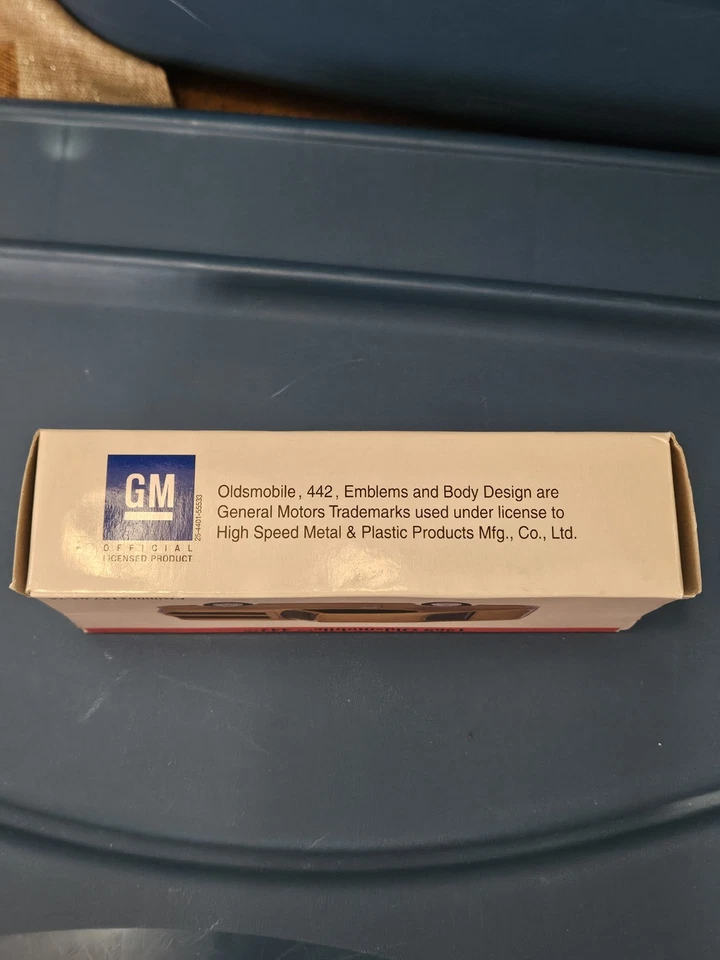 GM
OFFICIAL
LICENSED PRODUCT
25-4401-55533
Oldsmobile, 442, Emblems and Body Design are
General Motors Trademarks used under license to
High Speed Metal & Plastic Products Mfg., Co., Ltd.